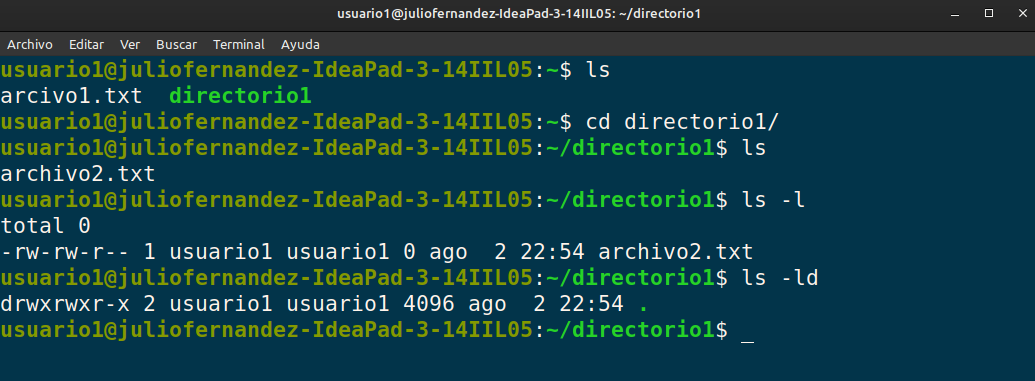 usuario1@juliofernandez-IdeaPad-3-14IIL05: ~/directorio1
Archivo Editar Ver Buscar Terminal Ayuda
usuario1@juliofernandez-IdeaPad-3-14IIL05:~$ ls
arcivo1.txt  directorio1
usuario1@juliofernandez-IdeaPad-3-14IIL05:~$ cd directorio1/
usuario1@juliofernandez-IdeaPad-3-14IIL05:~/directorio1$ ls
archivo2.txt
usuario1@juliofernandez-IdeaPad-3-14IIL05:~/directorio1$ ls -l
total 0
-rw-rw-r-- 1 usuario1 usuario1 0 ago  2 22:54 archivo2.txt
usuario1@juliofernandez-IdeaPad-3-14IIL05:~/directorio1$ ls -ld
drwxrwxr-x 2 usuario1 usuario1 4096 ago  2 22:54 .
usuario1@juliofernandez-IdeaPad-3-14IIL05:~/directorio1$ _